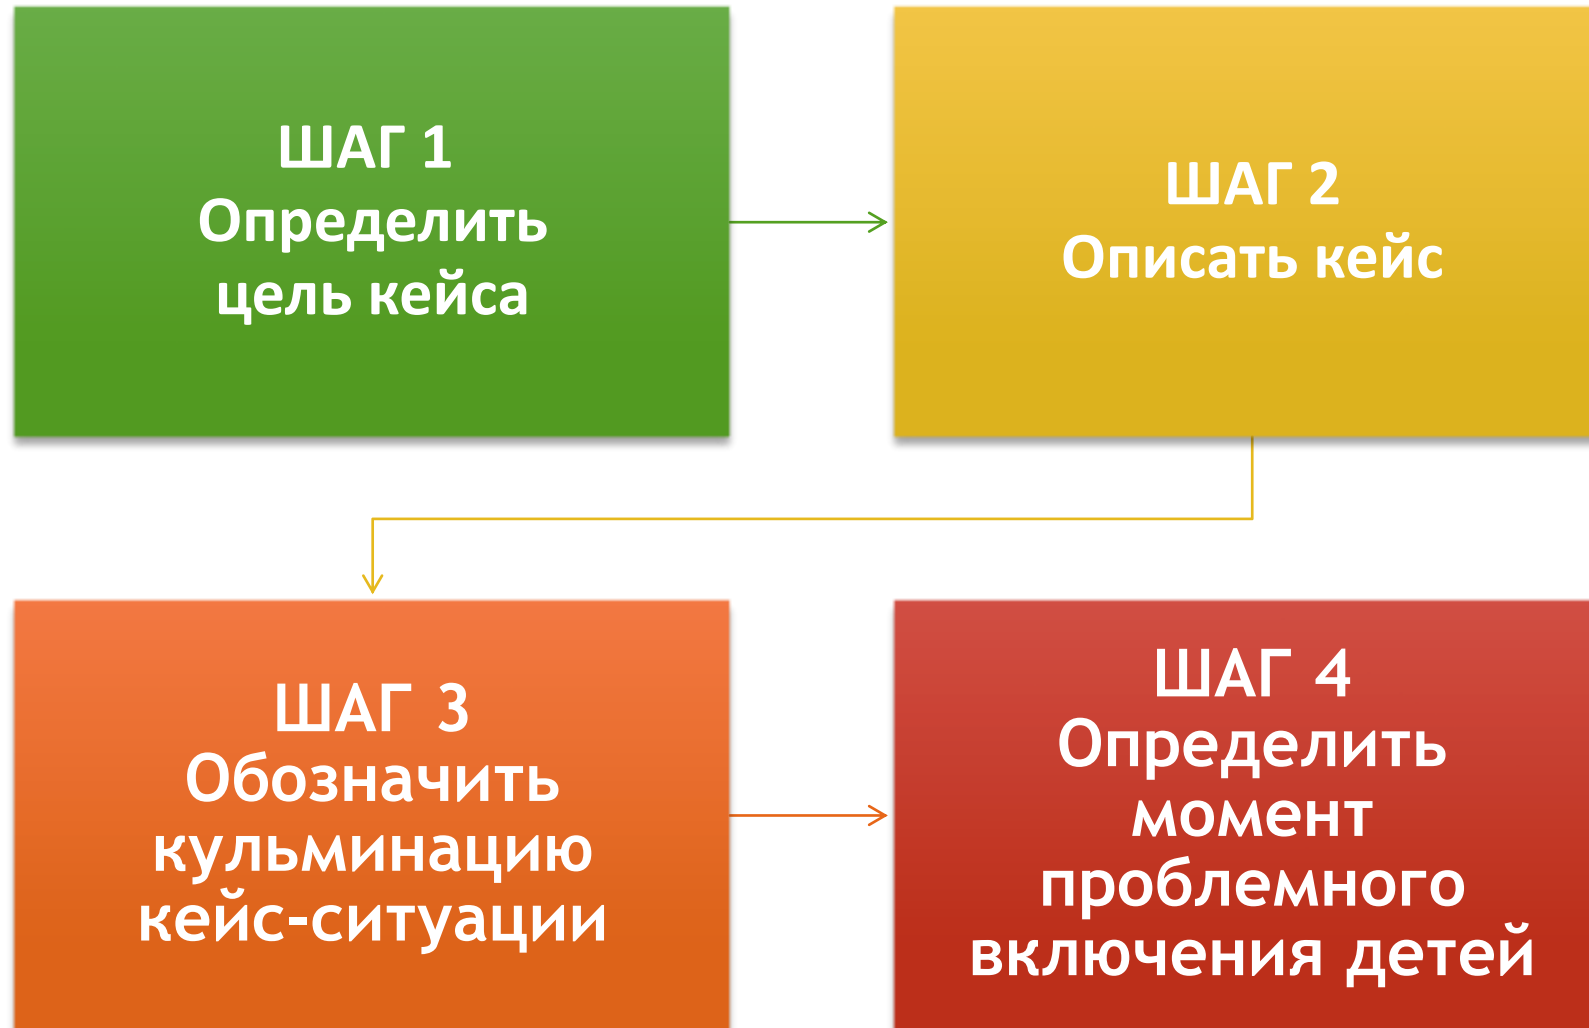 ШАГ 1
Определить
цель кейса
ШАГ 2
Описать кейс
ШАГ 3
Обозначить
кульминацию
кейс-ситуации
ШАГ 4
Определить
момент
проблемного
включения детей